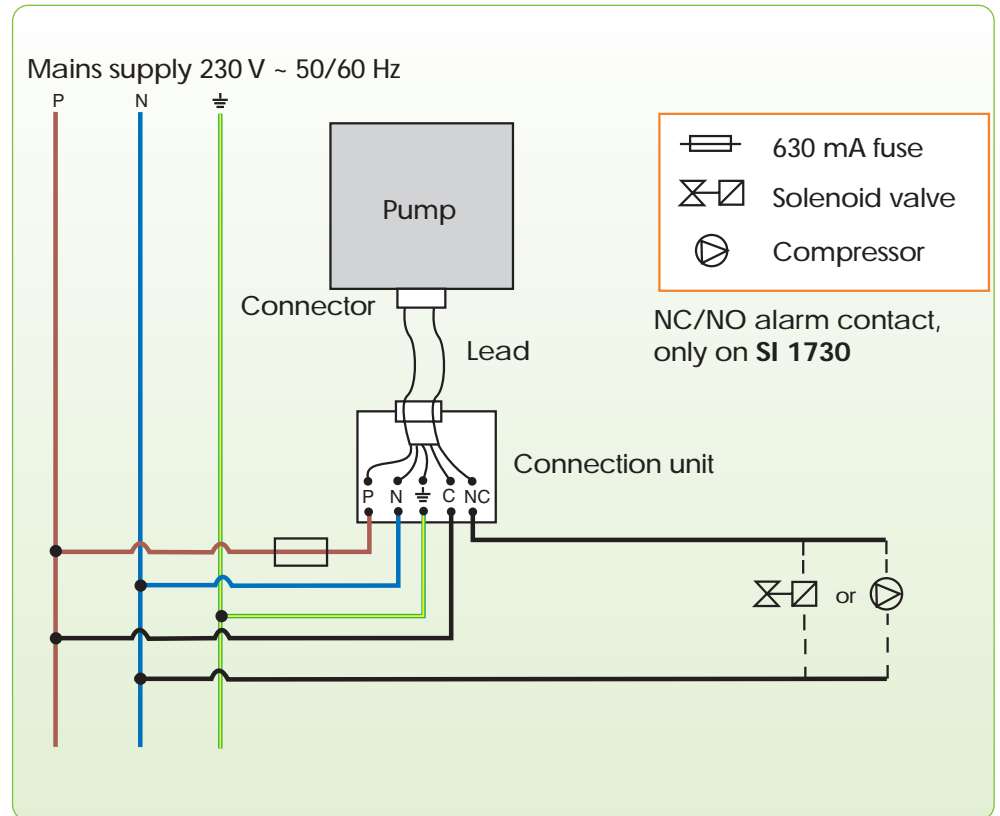 Mains supply 230 V ~ 50/60 Hz
P N
Pump
630 mA fuse
Solenoid valve
Compressor
Connector
NC/NO alarm contact,
only on SI 1730
Lead
Connection unit
P N C NC
or